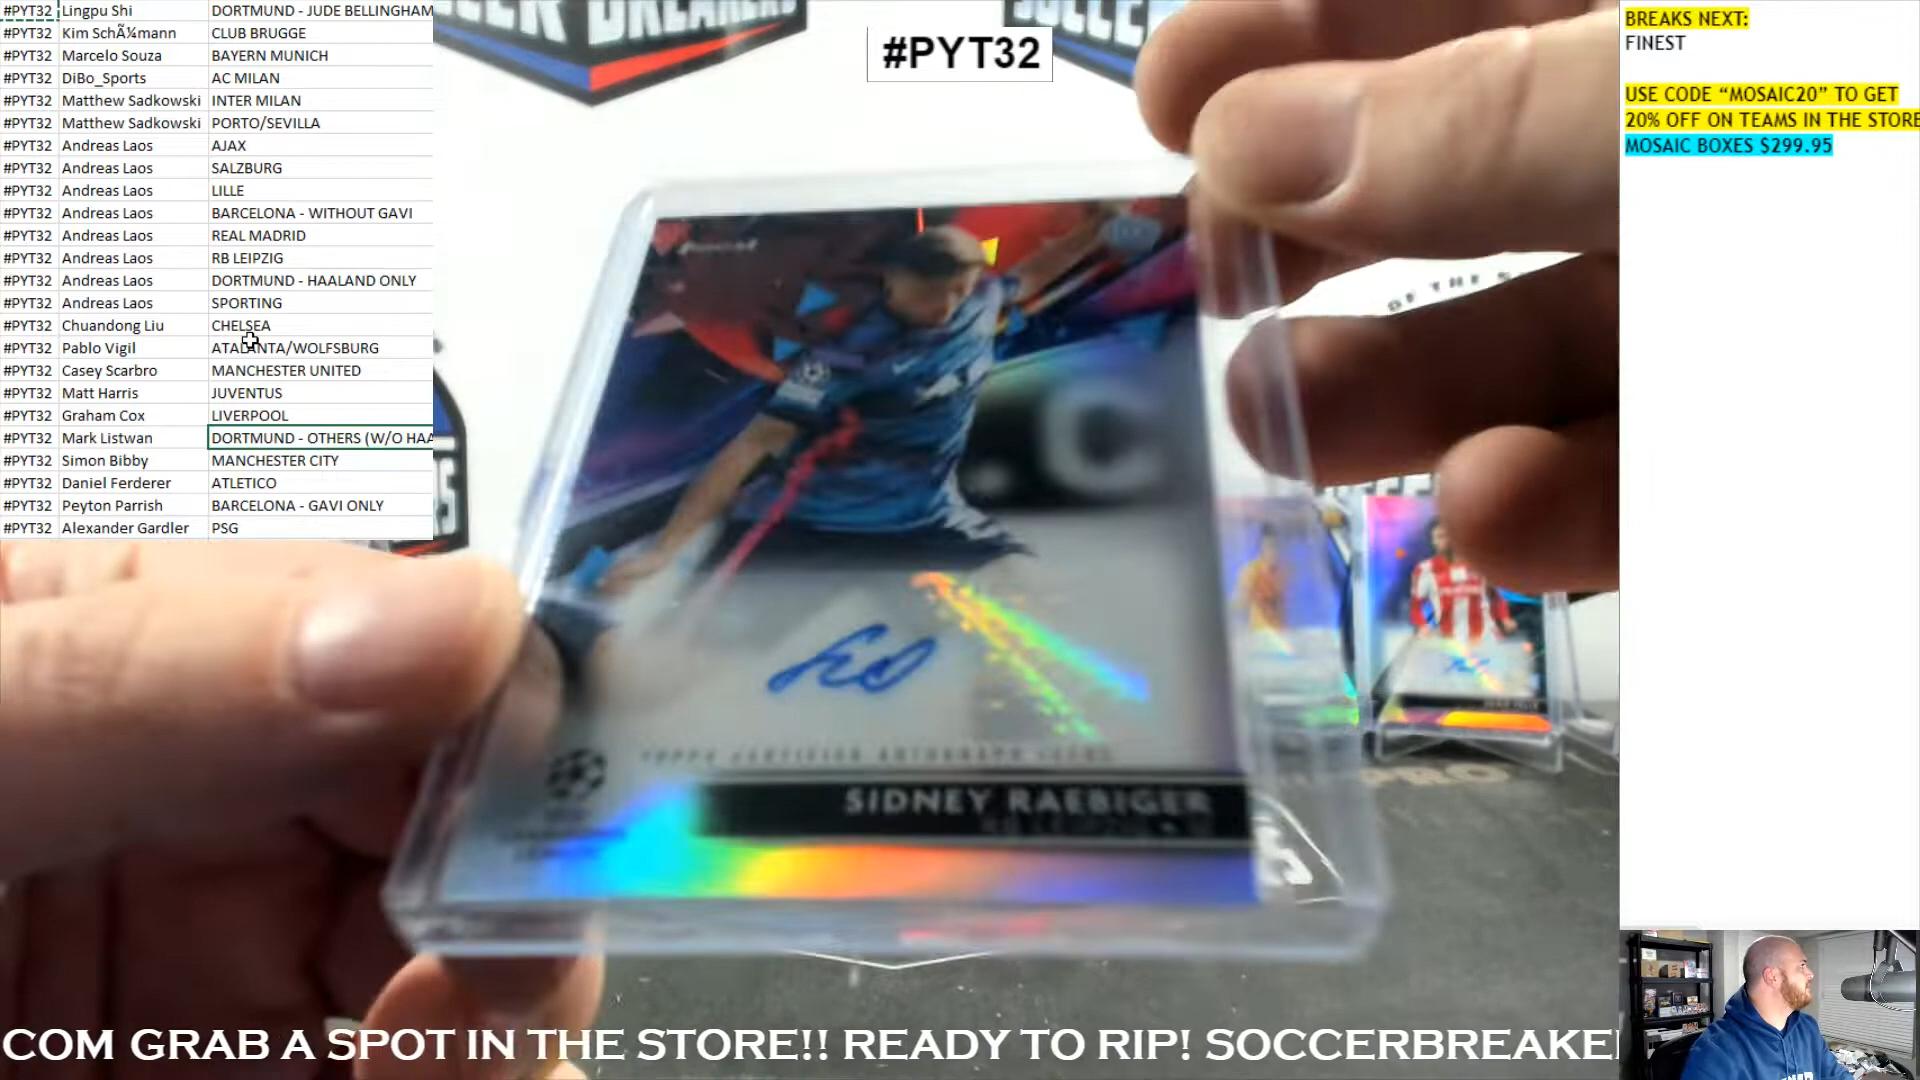 #PYT32 Lingpu Shi DORTMUND - JUDE BELLINGHAM
#PYT32 Kim SchÃ¼mann CLUB BRUGGE
#PYT32 Marcelo Souza BAYERN MUNICH
#PYT32 DiBo_Sports AC MILAN
#PYT32 Matthew Sadkowski INTER MILAN
#PYT32 Matthew Sadkowski PORTO/SEVILLA
#PYT32 Andreas Laos AJAX
#PYT32 Andreas Laos SALZBURG
#PYT32 Andreas Laos LILLE
#PYT32 Andreas Laos BARCELONA - WITHOUT GAVI
#PYT32 Andreas Laos REAL MADRID
#PYT32 Andreas Laos RB LEIPZIG
#PYT32 Andreas Laos DORTMUND - HAALAND ONLY
#PYT32 Andreas Laos SPORTING
#PYT32 Chuandong Liu CHELSEA
#PYT32 Pablo Vigil ATALANTA/WOLFSBURG
#PYT32 Casey Scarbro MANCHESTER UNITED
#PYT32 Matt Harris JUVENTUS
#PYT32 Graham Cox LIVERPOOL
#PYT32 Mark Listwan DORTMUND - OTHERS (W/O HAA
#PYT32 Simon Bibby MANCHESTER CITY
#PYT32 Daniel Ferderer ATLETICO
#PYT32 Peyton Parrish BARCELONA - GAVI ONLY
#PYT32 Alexander Gardler PSG
#PYT32
OF THE
finest
TOPPS CERTIFIED AUTOGRAPH ISSUE
SIDNEY RAEBIGER
BREAKS NEXT:
FINEST
USE CODE “MOSAIC20” TO GET
20% OFF ON TEAMS IN THE STORE
MOSAIC BOXES $299.95
COM GRAB A SPOT IN THE STORE!! READY TO RIP! SOCCERBREAKE